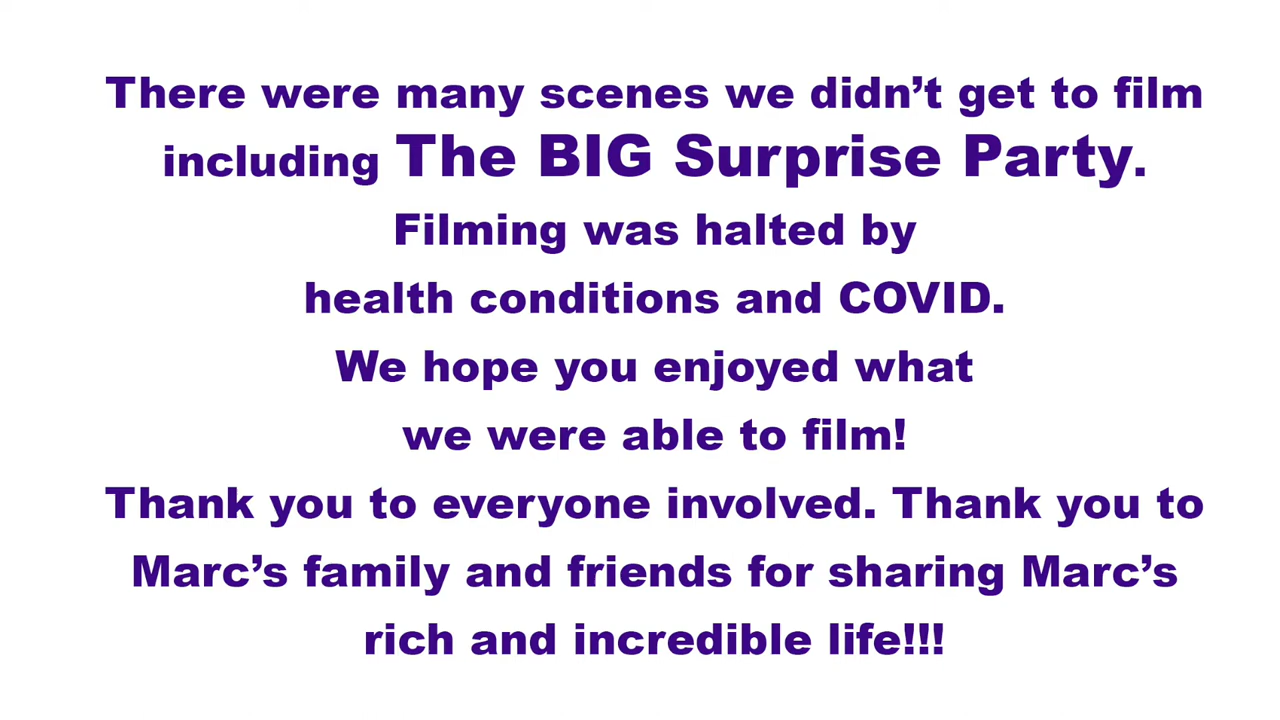 There were many scenes we didn’t get to film
including The BIG Surprise Party.
Filming was halted by
health conditions and COVID.
We hope you enjoyed what
we were able to film!
Thank you to everyone involved. Thank you to
Marc’s family and friends for sharing Marc’s
rich and incredible life!!!